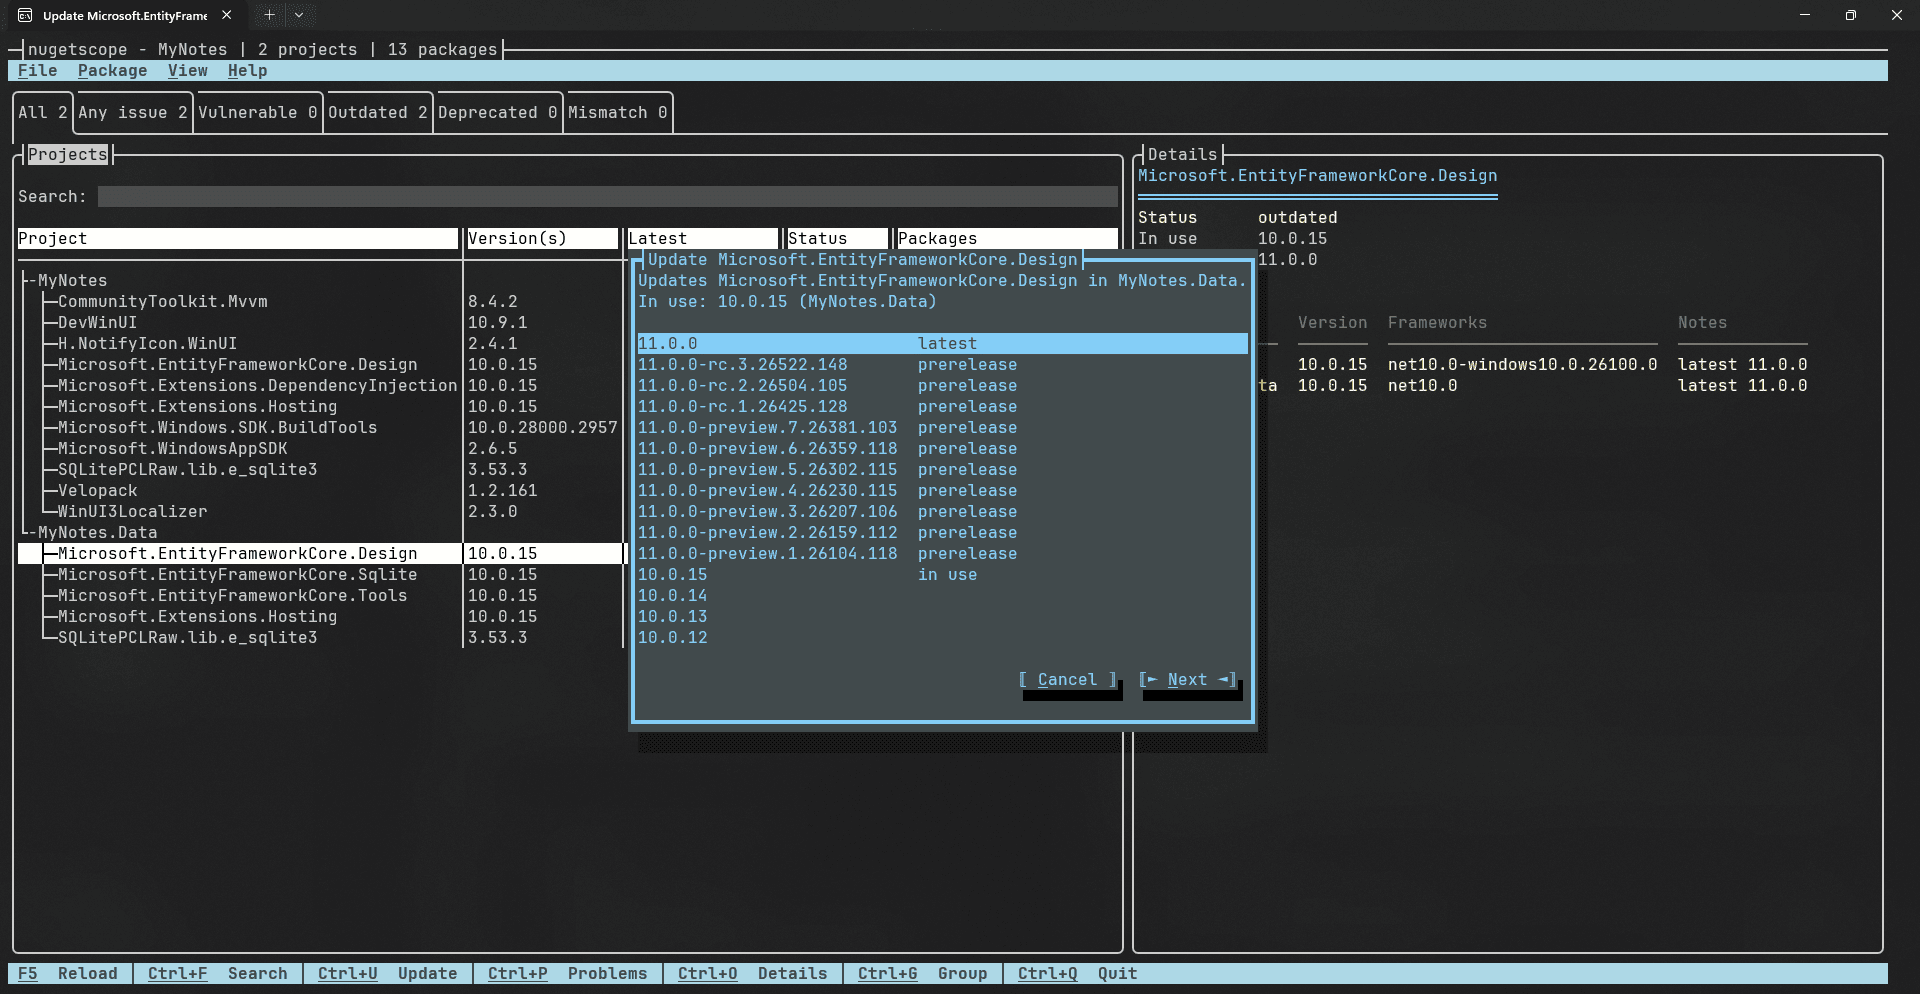 Update Microsoft.EntityFrame
nugetscope - MyNotes | 2 projects | 13 packages
File Package View Help
All 2 Any issue 2 Vulnerable 0 Outdated 2 Deprecated 0 Mismatch 0
Projects
Search:
Project Version(s) Latest Status Packages
MyNotes
CommunityToolkit.Mvvm 8.4.2
DevWinUI 10.9.1
H.NotifyIcon.WinUI 2.4.1
Microsoft.EntityFrameworkCore.Design 10.0.15
Microsoft.Extensions.DependencyInjection 10.0.15
Microsoft.Extensions.Hosting 10.0.15
Microsoft.Windows.SDK.BuildTools 10.0.28000.2957
Microsoft.WindowsAppSDK 2.6.5
SQLitePCLRaw.lib.e_sqlite3 3.53.3
Velopack 1.2.161
WinUI3Localizer 2.3.0
MyNotes.Data
Microsoft.EntityFrameworkCore.Design 10.0.15
Microsoft.EntityFrameworkCore.Sqlite 10.0.15
Microsoft.EntityFrameworkCore.Tools 10.0.15
Microsoft.Extensions.Hosting 10.0.15
SQLitePCLRaw.lib.e_sqlite3 3.53.3
Update Microsoft.EntityFrameworkCore.Design
Updates Microsoft.EntityFrameworkCore.Design in MyNotes.Data.
In use: 10.0.15 (MyNotes.Data)
11.0.0 latest
11.0.0-rc.3.26522.148 prerelease
11.0.0-rc.2.26504.105 prerelease
11.0.0-rc.1.26425.128 prerelease
11.0.0-preview.7.26381.103 prerelease
11.0.0-preview.6.26359.118 prerelease
11.0.0-preview.5.26302.115 prerelease
11.0.0-preview.4.26230.115 prerelease
11.0.0-preview.3.26207.106 prerelease
11.0.0-preview.2.26159.112 prerelease
11.0.0-preview.1.26104.118 prerelease
10.0.15 in use
10.0.14
10.0.13
10.0.12
Cancel Next
Details
Microsoft.EntityFrameworkCore.Design
Status outdated
In use 10.0.15
11.0.0
Version Frameworks Notes
10.0.15 net10.0-windows10.0.26100.0 latest 11.0.0
ta 10.0.15 net10.0 latest 11.0.0
F5 Reload Ctrl+F Search Ctrl+U Update Ctrl+P Problems Ctrl+O Details Ctrl+G Group Ctrl+Q Quit